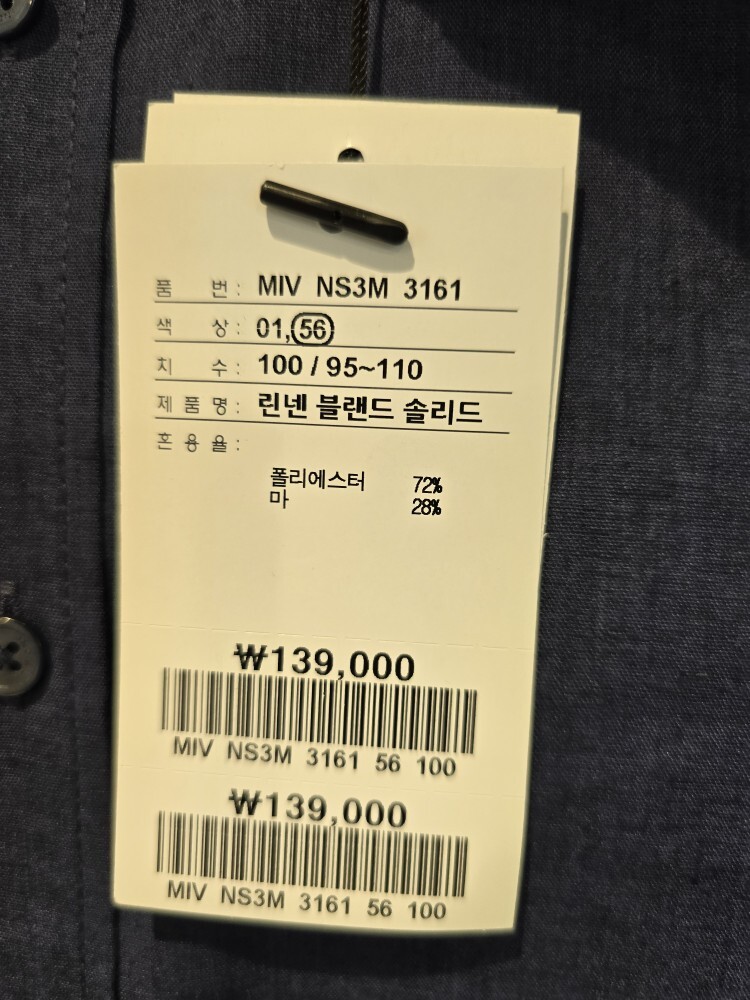 품 번 : MIV NS3M 3161
색 상 : 01,56
치 수 : 100 / 95~110
제 품 명 : 린넨 블랜드 솔리드
혼 용 율 :
폴리에스터 72%
마 28%
₩139,000
MIV NS3M 3161 56 100
₩139,000
MIV NS3M 3161 56 100